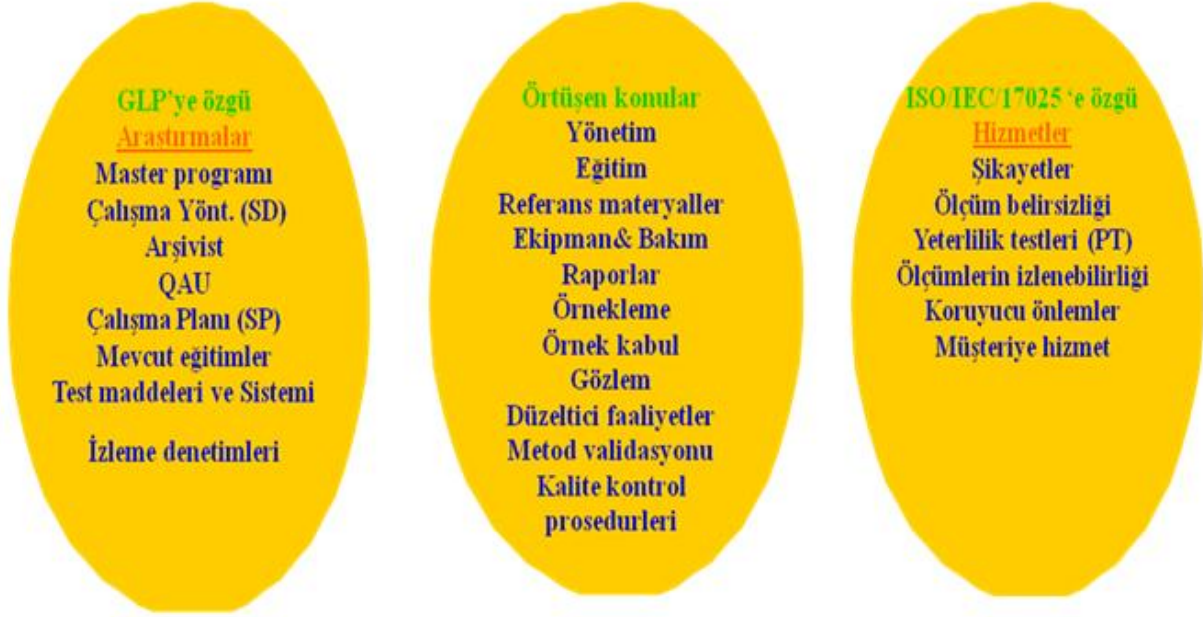 GLP'ye özgü
Araştırmalar
Master programı
Çalışma Yönt. (SD)
Arşivist
QAU
Çalışma Planı (SP)
Mevcut eğitimler
Test maddeleri ve Sistemi
İzleme denetimleri
Örtüşen konular
Yönetim
Eğitim
Referans materyaller
Ekipman& Bakım
Raporlar
Örnekleme
Örnek kabul
Gözlem
Düzeltici faaliyetler
Metod validasyonu
Kalite kontrol
prosedurleri
ISO/IEC/17025 ‘e özgü
Hizmetler
Şikayetler
Ölçüm belirsizliği
Yeterlilik testleri (PT)
Ölçümlerin izlenebilirliği
Koruyucu önlemler
Müşteriye hizmet